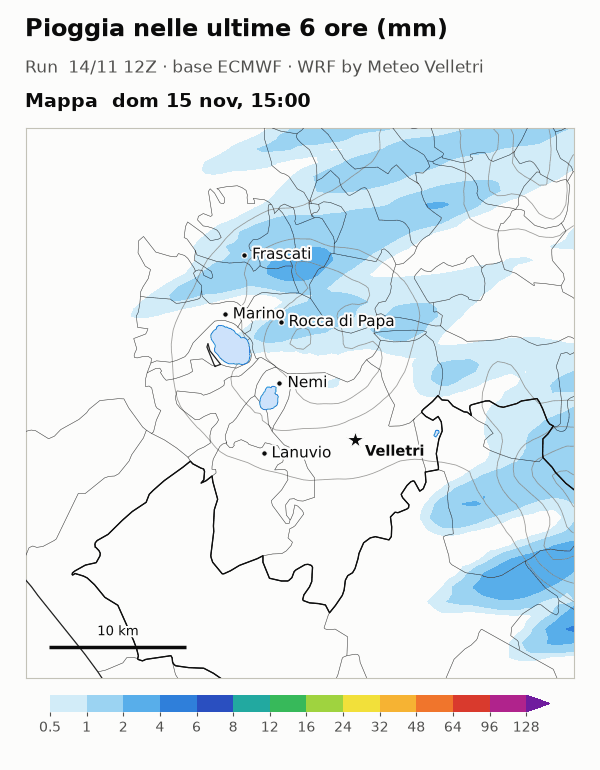 Pioggia nelle ultime 6 ore (mm)
Run  14/11 12Z · base ECMWF · WRF by Meteo Velletri
Mappa  dom 15 nov, 15:00
Frascati
Marino
Rocca di Papa
Nemi
Velletri
Lanuvio
10 km
0.5 1 2 4 6 8 12 16 24 32 48 64 96 128